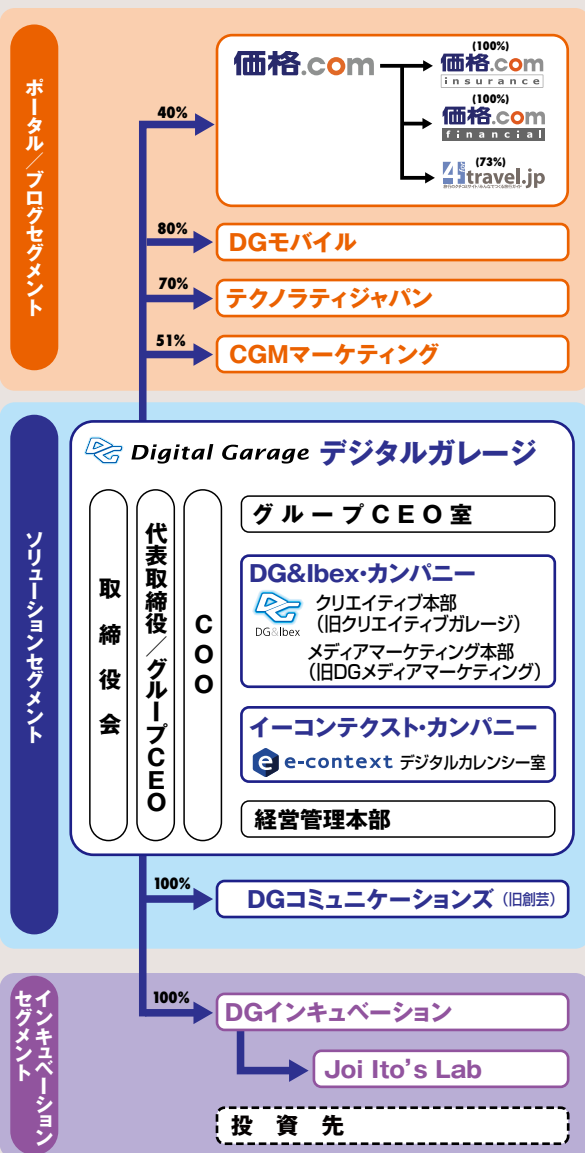 ポータル／ブログセグメント
40%
価格.com
(100%)
価格.com
insurance
(100%)
価格.com
financial
(73%)
4travel.jp
80%
DGモバイル
70%
テクノラティジャパン
51%
CGMマーケティング
ソリューションセグメント
Digital Garage デジタルガレージ
取締役会
代表取締役／グループCEO
COO
グループCEO室
DG&Ibex・カンパニー
DG&Ibex
クリエイティブ本部
（旧クリエイティブガレージ）
メディアマーケティング本部
（旧DGメディアマーケティング）
イーコンテクスト・カンパニー
e e-context デジタルカレンシー室
経営管理本部
100%
DGコミュニケーションズ（旧創芸）
インキュベーション
セグメント
100%
DGインキュベーション
Joi Ito's Lab
投資先